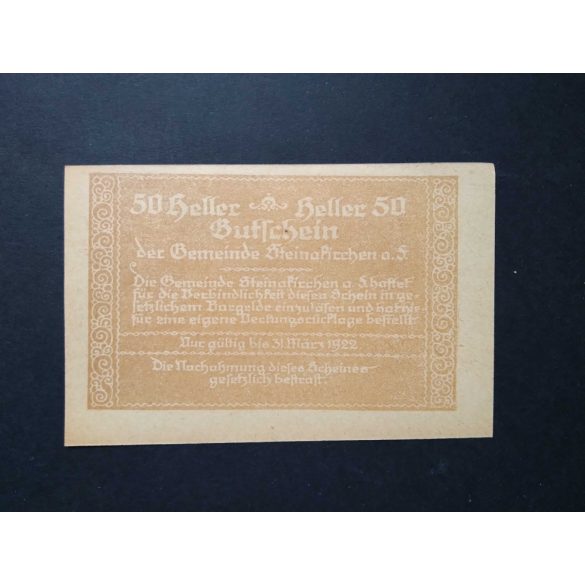 50 Heller Heller 50
Gutschein
der Gemeinde Steinakirchen a. F.
Die Gemeinde Steinakirchen a. F. haftet
für die Verbindlichkeit diesen Schein in ge-
setzlichem Bargelde einzulösen und hat hie-
für eine eigene Deckungsrücklage bestellt.
Nur gültig bis 31. März 1922
Die Nachahmung dieses Scheines
gesetzlich bestraft.